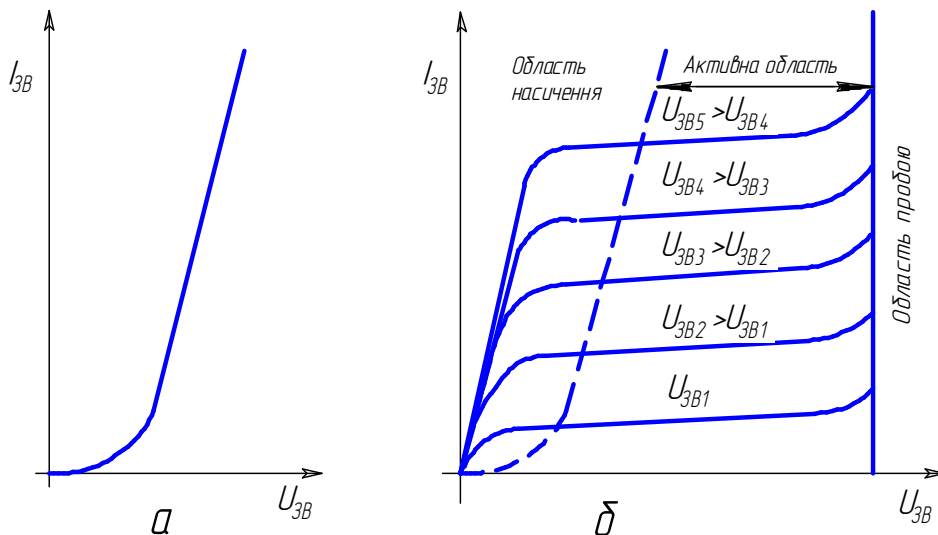 I_ЗВ
U_ЗВ
а
I_ЗВ
Область
насичення
Активна область
U_ЗВ5 >U_ЗВ4
U_ЗВ4 >U_ЗВ3
U_ЗВ3 >U_ЗВ2
U_ЗВ2 >U_ЗВ1
U_ЗВ1
Область пробою
U_ЗВ
б